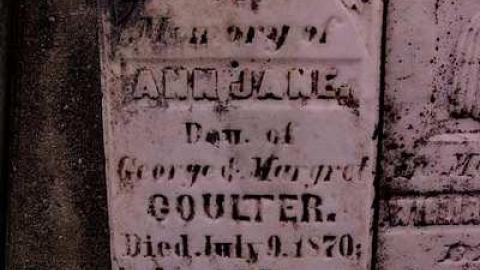 Memory of
ANN JANE.
Dau. of
George & Margret
COULTER.
Died July 9. 1870;